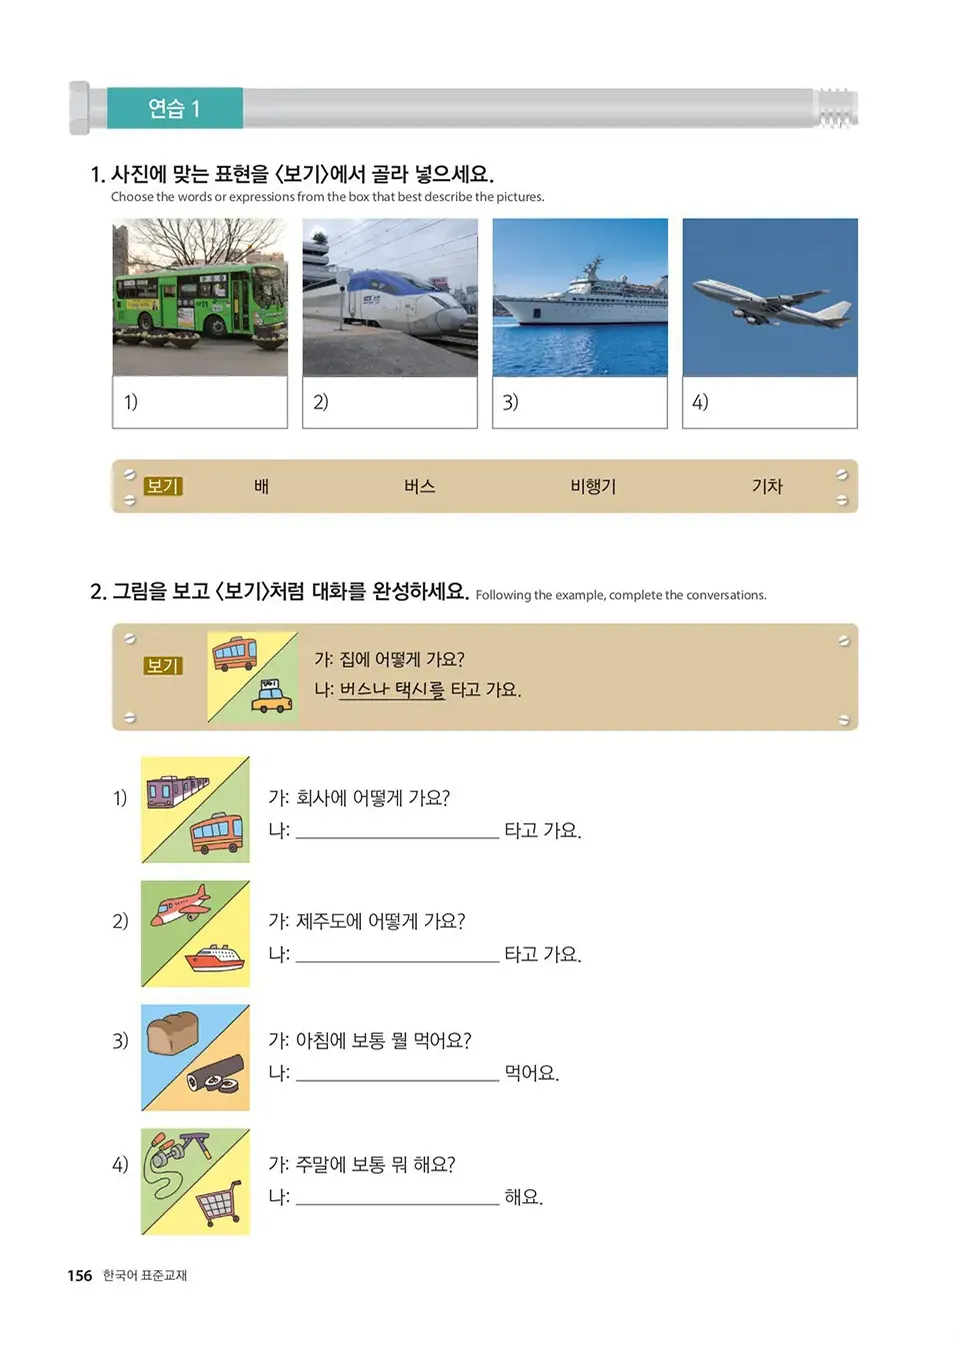 연습 1
1. 사진에 맞는 표현을 〈보기〉에서 골라 넣으세요.
Choose the words or expressions from the box that best describe the pictures.
1) 2) 3) 4)
보기 배 버스 비행기 기차
2. 그림을 보고 〈보기〉처럼 대화를 완성하세요. Following the example, complete the conversations.
보기
가: 집에 어떻게 가요?
나: 버스나 택시를 타고 가요.
1)
가: 회사에 어떻게 가요?
나: ____________________ 타고 가요.
2)
가: 제주도에 어떻게 가요?
나: ____________________ 타고 가요.
3)
가: 아침에 보통 뭘 먹어요?
나: ____________________ 먹어요.
4)
가: 주말에 보통 뭐 해요?
나: ____________________ 해요.
156 한국어 표준교재